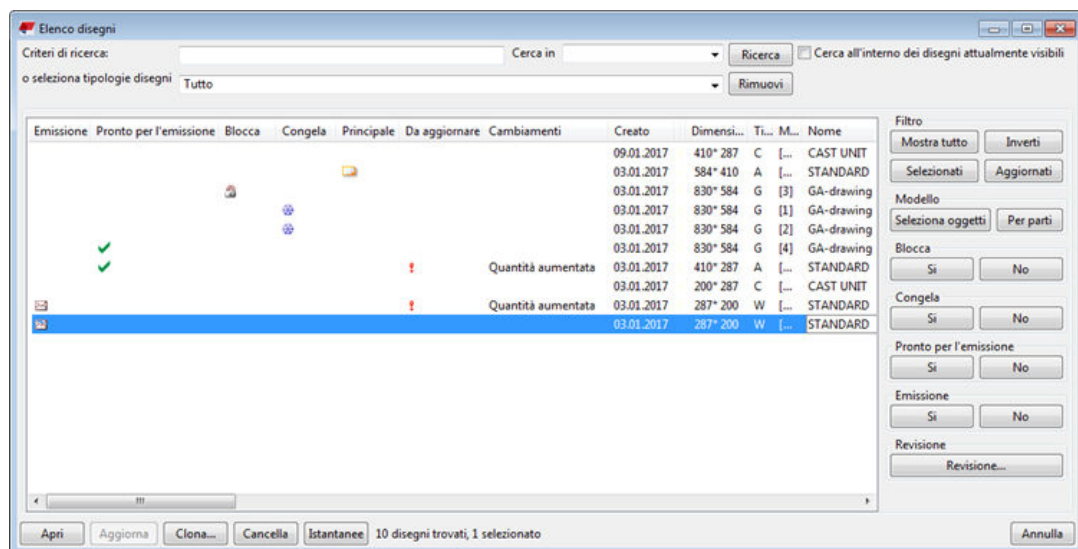 Elenco disegni
Criteri di ricerca: Cerca in Ricerca Cerca all'interno dei disegni attualmente visibili
o seleziona tipologie disegni Tutto Rimuovi
Emissione Pronto per l'emissione Blocca Congela Principale Da aggiornare Cambiamenti Creato Dimensi... Ti... M... Nome
09.01.2017 410* 287 C [... CAST UNIT
03.01.2017 584* 410 A [... STANDARD
03.01.2017 830* 584 G [3] GA-drawing
03.01.2017 830* 584 G [1] GA-drawing
03.01.2017 830* 584 G [2] GA-drawing
03.01.2017 830* 584 G [4] GA-drawing
Quantità aumentata 03.01.2017 410* 287 A [... STANDARD
03.01.2017 200* 287 C [... CAST UNIT
Quantità aumentata 03.01.2017 287* 200 W [... STANDARD
03.01.2017 287* 200 W [... STANDARD
Filtro
Mostra tutto Inverti
Selezionati Aggiornati
Modello
Seleziona oggetti Per parti
Blocca
Si No
Congela
Si No
Pronto per l'emissione
Si No
Emissione
Si No
Revisione
Revisione...
Apri Aggiorna Clona... Cancella Istantanee 10 disegni trovati, 1 selezionato Annulla